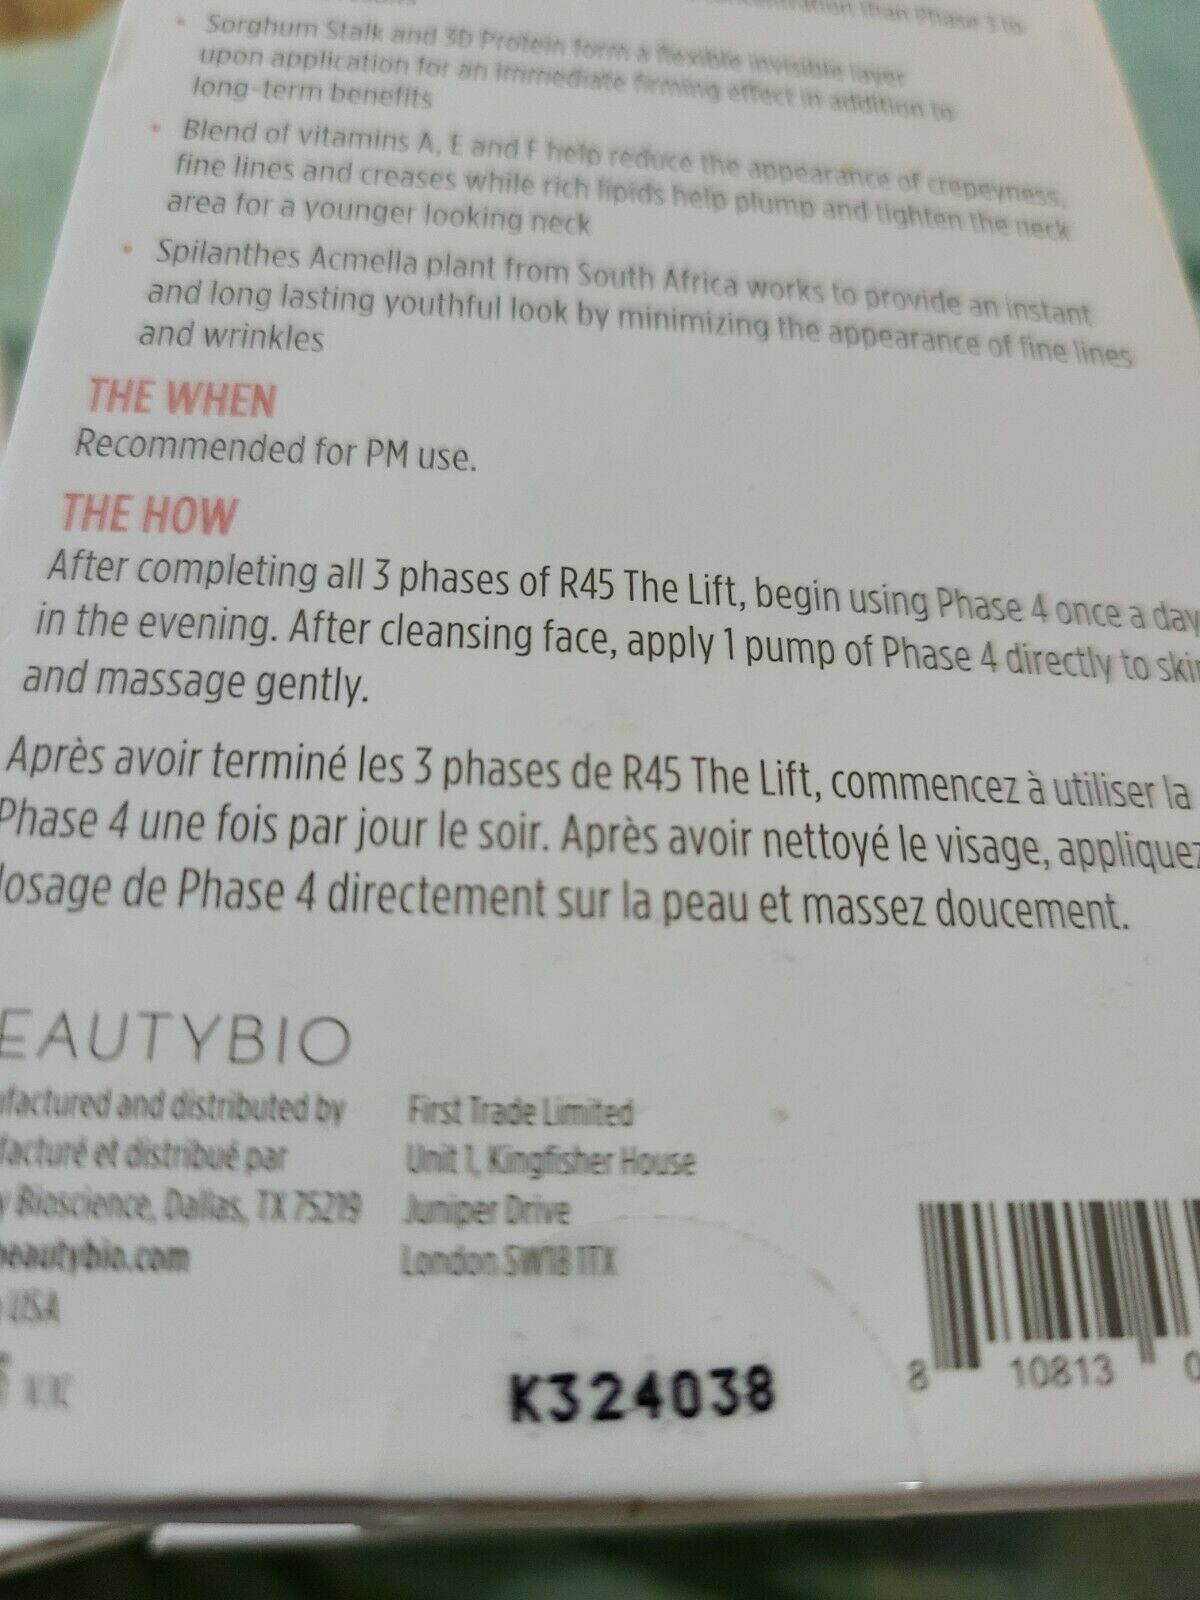 than Phase 3 to
• Sorghum Stalk and 3D Protein form a flexible invisible layer
upon application for an immediate firming effect in addition to
long-term benefits
• Blend of vitamins A, E and F help reduce the appearance of crepeyness,
fine lines and creases while rich lipids help plump and tighten the neck
area for a younger looking neck
• Spilanthes Acmella plant from South Africa works to provide an instant
and long lasting youthful look by minimizing the appearance of fine lines
and wrinkles
THE WHEN
Recommended for PM use.
THE HOW
After completing all 3 phases of R45 The Lift, begin using Phase 4 once a day
in the evening. After cleansing face, apply 1 pump of Phase 4 directly to skin
and massage gently.
Après avoir terminé les 3 phases de R45 The Lift, commencez à utiliser la
Phase 4 une fois par jour le soir. Après avoir nettoyé le visage, appliquez
losage de Phase 4 directement sur la peau et massez doucement.
EAUTYBIO
ufactured and distributed by
facturé et distribué par
y Bioscience, Dallas, TX 75219
beautybio.com
USA
First Trade Limited
Unit 1, Kingfisher House
Juniper Drive
London SW18 1TX
K324038
8 10813 0